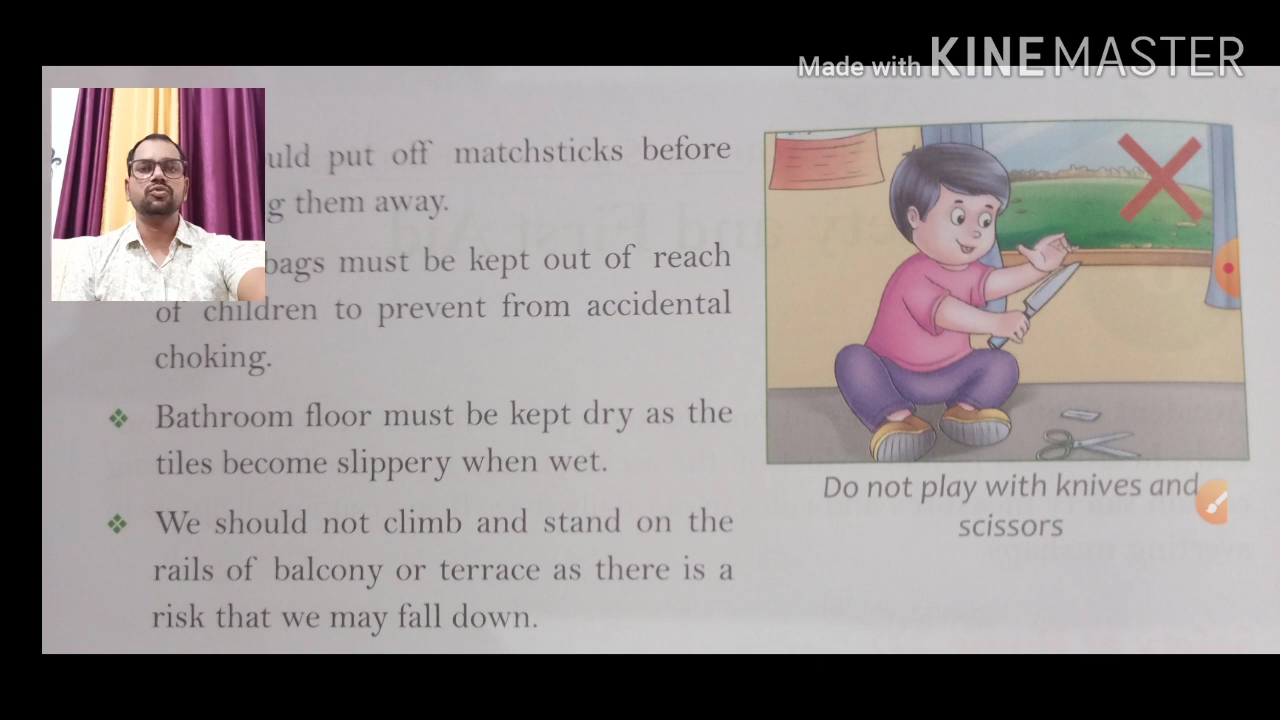 Made with KINEMASTER
uld put off matchsticks before
g them away.
bags must be kept out of reach
of children to prevent from accidental
choking.
Bathroom floor must be kept dry as the
tiles become slippery when wet.
We should not climb and stand on the
rails of balcony or terrace as there is a
risk that we may fall down.
Do not play with knives and
scissors